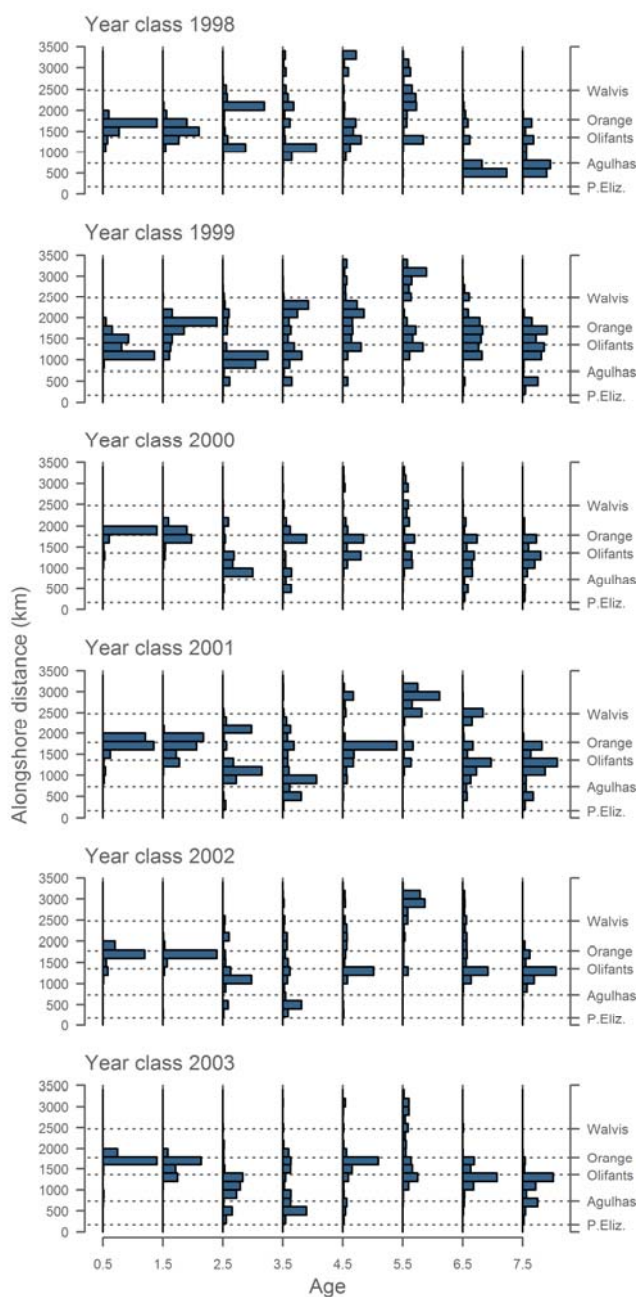 Year class 1998
3500
3000
2500
2000
1500
1000
500
0
Walvis
Orange
Olifants
Agulhas
P.Eliz.
Year class 1999
3500
3000
2500
2000
1500
1000
500
0
Walvis
Orange
Olifants
Agulhas
P.Eliz.
Year class 2000
3500
3000
2500
2000
1500
1000
500
0
Walvis
Orange
Olifants
Agulhas
P.Eliz.
Alongshore distance (km)
Year class 2001
3500
3000
2500
2000
1500
1000
500
0
Walvis
Orange
Olifants
Agulhas
P.Eliz.
Year class 2002
3500
3000
2500
2000
1500
1000
500
0
Walvis
Orange
Olifants
Agulhas
P.Eliz.
Year class 2003
3500
3000
2500
2000
1500
1000
500
0
Walvis
Orange
Olifants
Agulhas
P.Eliz.
0.5 1.5 2.5 3.5 4.5 5.5 6.5 7.5
Age